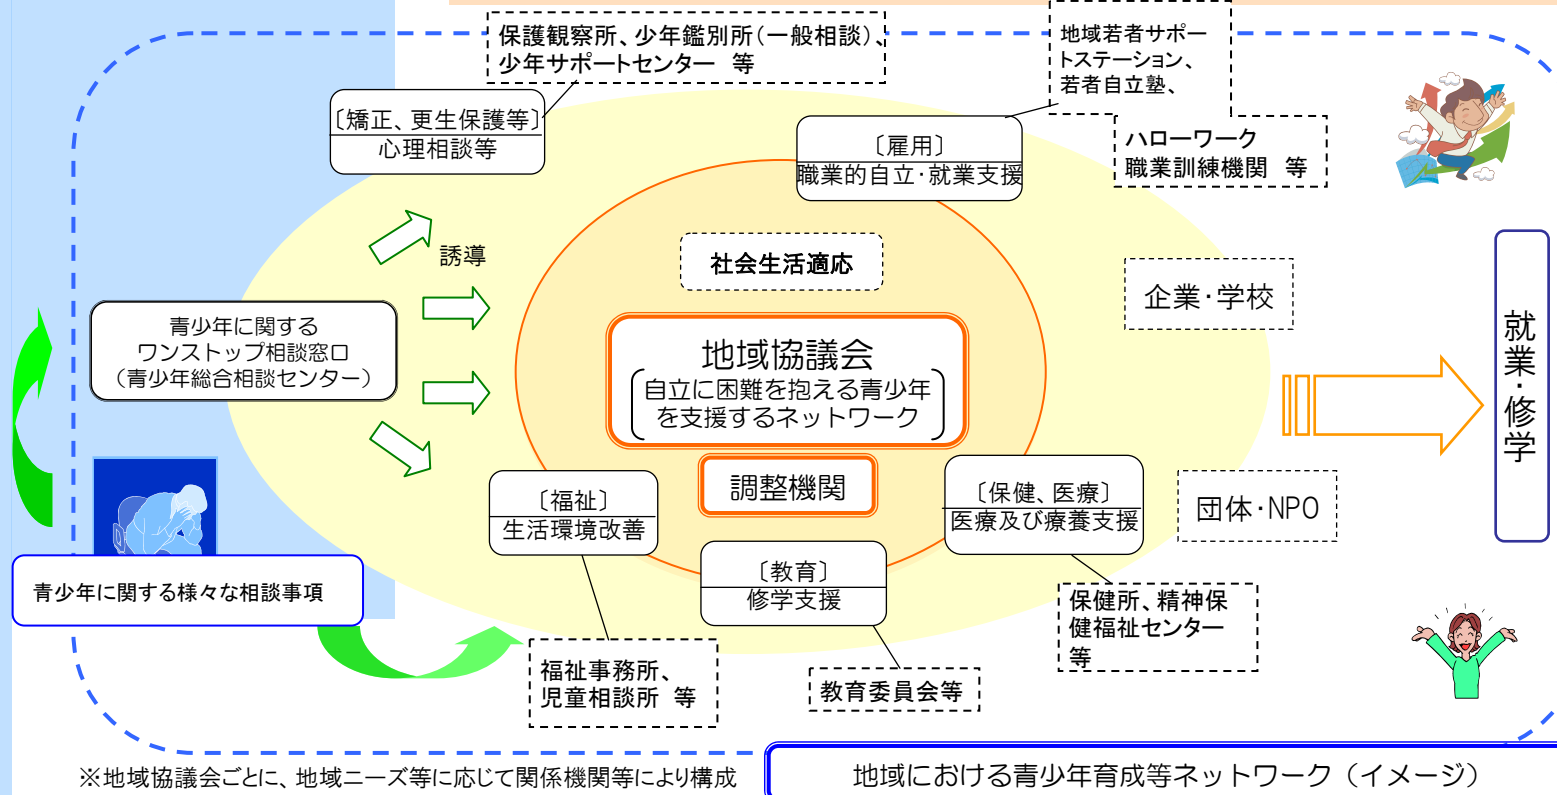 保護観察所、少年鑑別所（一般相談）、
少年サポートセンター 等
地域若者サポー
トステーション、
若者自立塾、
ハローワーク
職業訓練機関 等
〔矯正、更生保護等〕
心理相談等
〔雇用〕
職業的自立・就業支援
誘導
社会生活適応
企業・学校
青少年に関する
ワンストップ相談窓口
（青少年総合相談センター）
地域協議会
自立に困難を抱える青少年
を支援するネットワーク
調整機関
就業・修学
〔福祉〕
生活環境改善
〔保健、医療〕
医療及び療養支援
団体・NPO
〔教育〕
修学支援
青少年に関する様々な相談事項
福祉事務所、
児童相談所 等
教育委員会等
保健所、精神保
健福祉センター
等
※地域協議会ごとに、地域ニーズ等に応じて関係機関等により構成
地域における青少年育成等ネットワーク（イメージ）